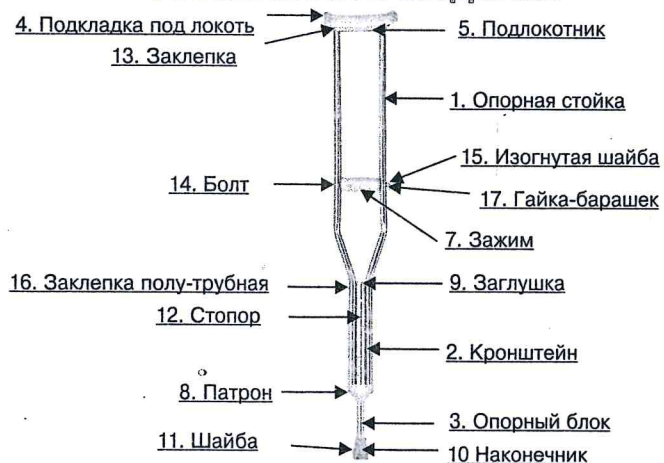 4. Подкладка под локоть
5. Подлокотник
13. Заклепка
1. Опорная стойка
15. Изогнутая шайба
14. Болт
17. Гайка-барашек
7. Зажим
16. Заклепка полу-трубная
9. Заглушка
12. Стопор
2. Кронштейн
8. Патрон
3. Опорный блок
11. Шайба
10 Наконечник